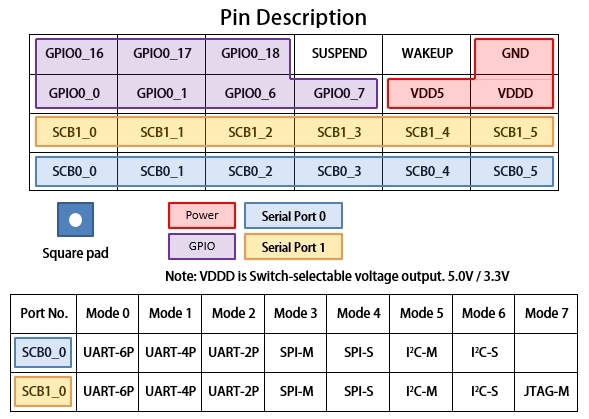 Pin Description
GPIO0_16 GPIO0_17 GPIO0_18 SUSPEND WAKEUP GND
GPIO0_0 GPIO0_1 GPIO0_6 GPIO0_7 VDD5 VDDD
SCB1_0 SCB1_1 SCB1_2 SCB1_3 SCB1_4 SCB1_5
SCB0_0 SCB0_1 SCB0_2 SCB0_3 SCB0_4 SCB0_5
Power Serial Port 0
GPIO Serial Port 1
Square pad
Note: VDDD is Switch-selectable voltage output. 5.0V / 3.3V
Port No. Mode 0 Mode 1 Mode 2 Mode 3 Mode 4 Mode 5 Mode 6 Mode 7
SCB0_0 UART-6P UART-4P UART-2P SPI-M SPI-S I²C-M I²C-S
SCB1_0 UART-6P UART-4P UART-2P SPI-M SPI-S I²C-M I²C-S JTAG-M